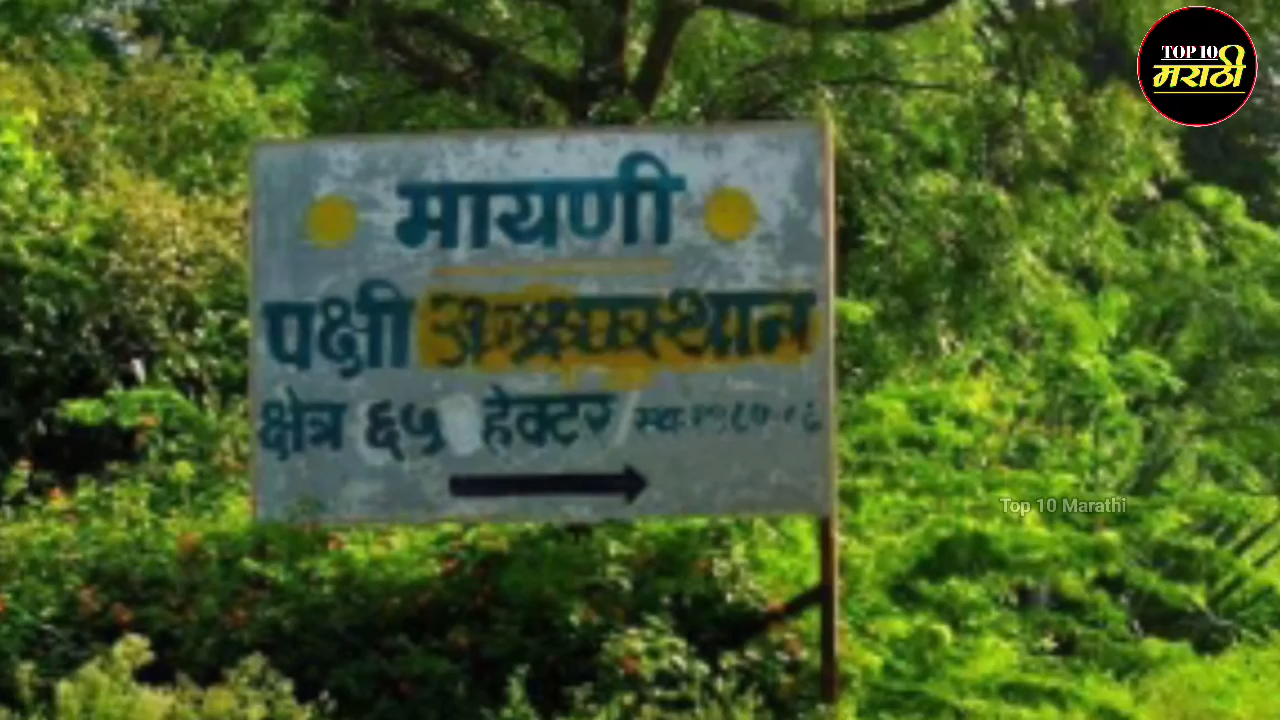 TOP 10
मराठी
मायणी
पक्षी
क्षेत्र ६५ हेक्टर
Top 10 Marathi